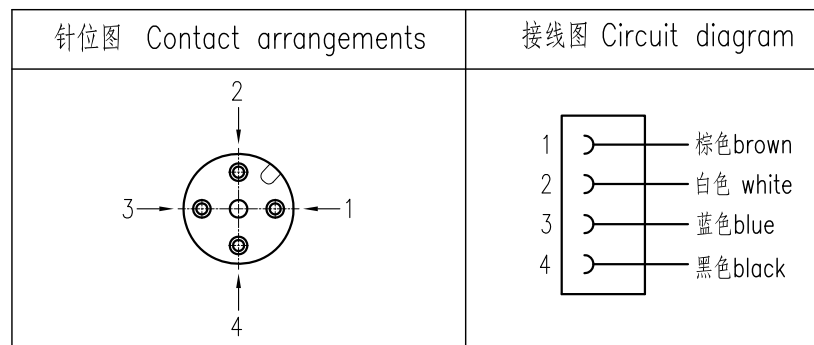 针位图 Contact arrangements
接线图 Circuit diagram
2
3
1
4
1 棕色brown
2 白色 white
3 蓝色blue
4 黑色black